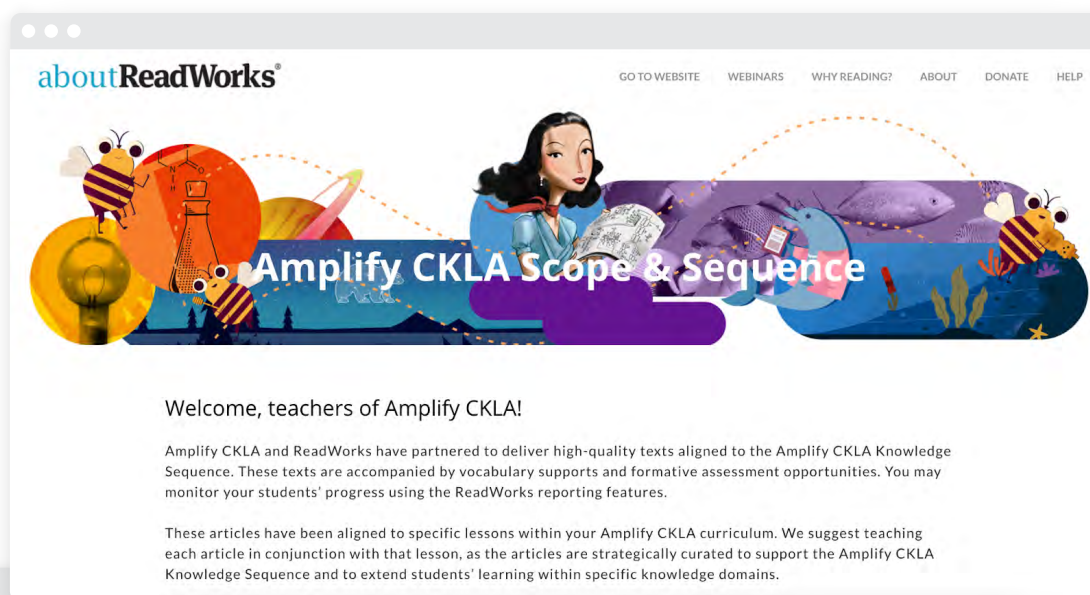 aboutReadWorks®
GO TO WEBSITE WEBINARS WHY READING? ABOUT DONATE HELP
N
H
O
Amplify CKLA Scope & Sequence
Welcome, teachers of Amplify CKLA!
Amplify CKLA and ReadWorks have partnered to deliver high-quality texts aligned to the Amplify CKLA Knowledge
Sequence. These texts are accompanied by vocabulary supports and formative assessment opportunities. You may
monitor your students' progress using the ReadWorks reporting features.
These articles have been aligned to specific lessons within your Amplify CKLA curriculum. We suggest teaching
each article in conjunction with that lesson, as the articles are strategically curated to support the Amplify CKLA
Knowledge Sequence and to extend students' learning within specific knowledge domains.